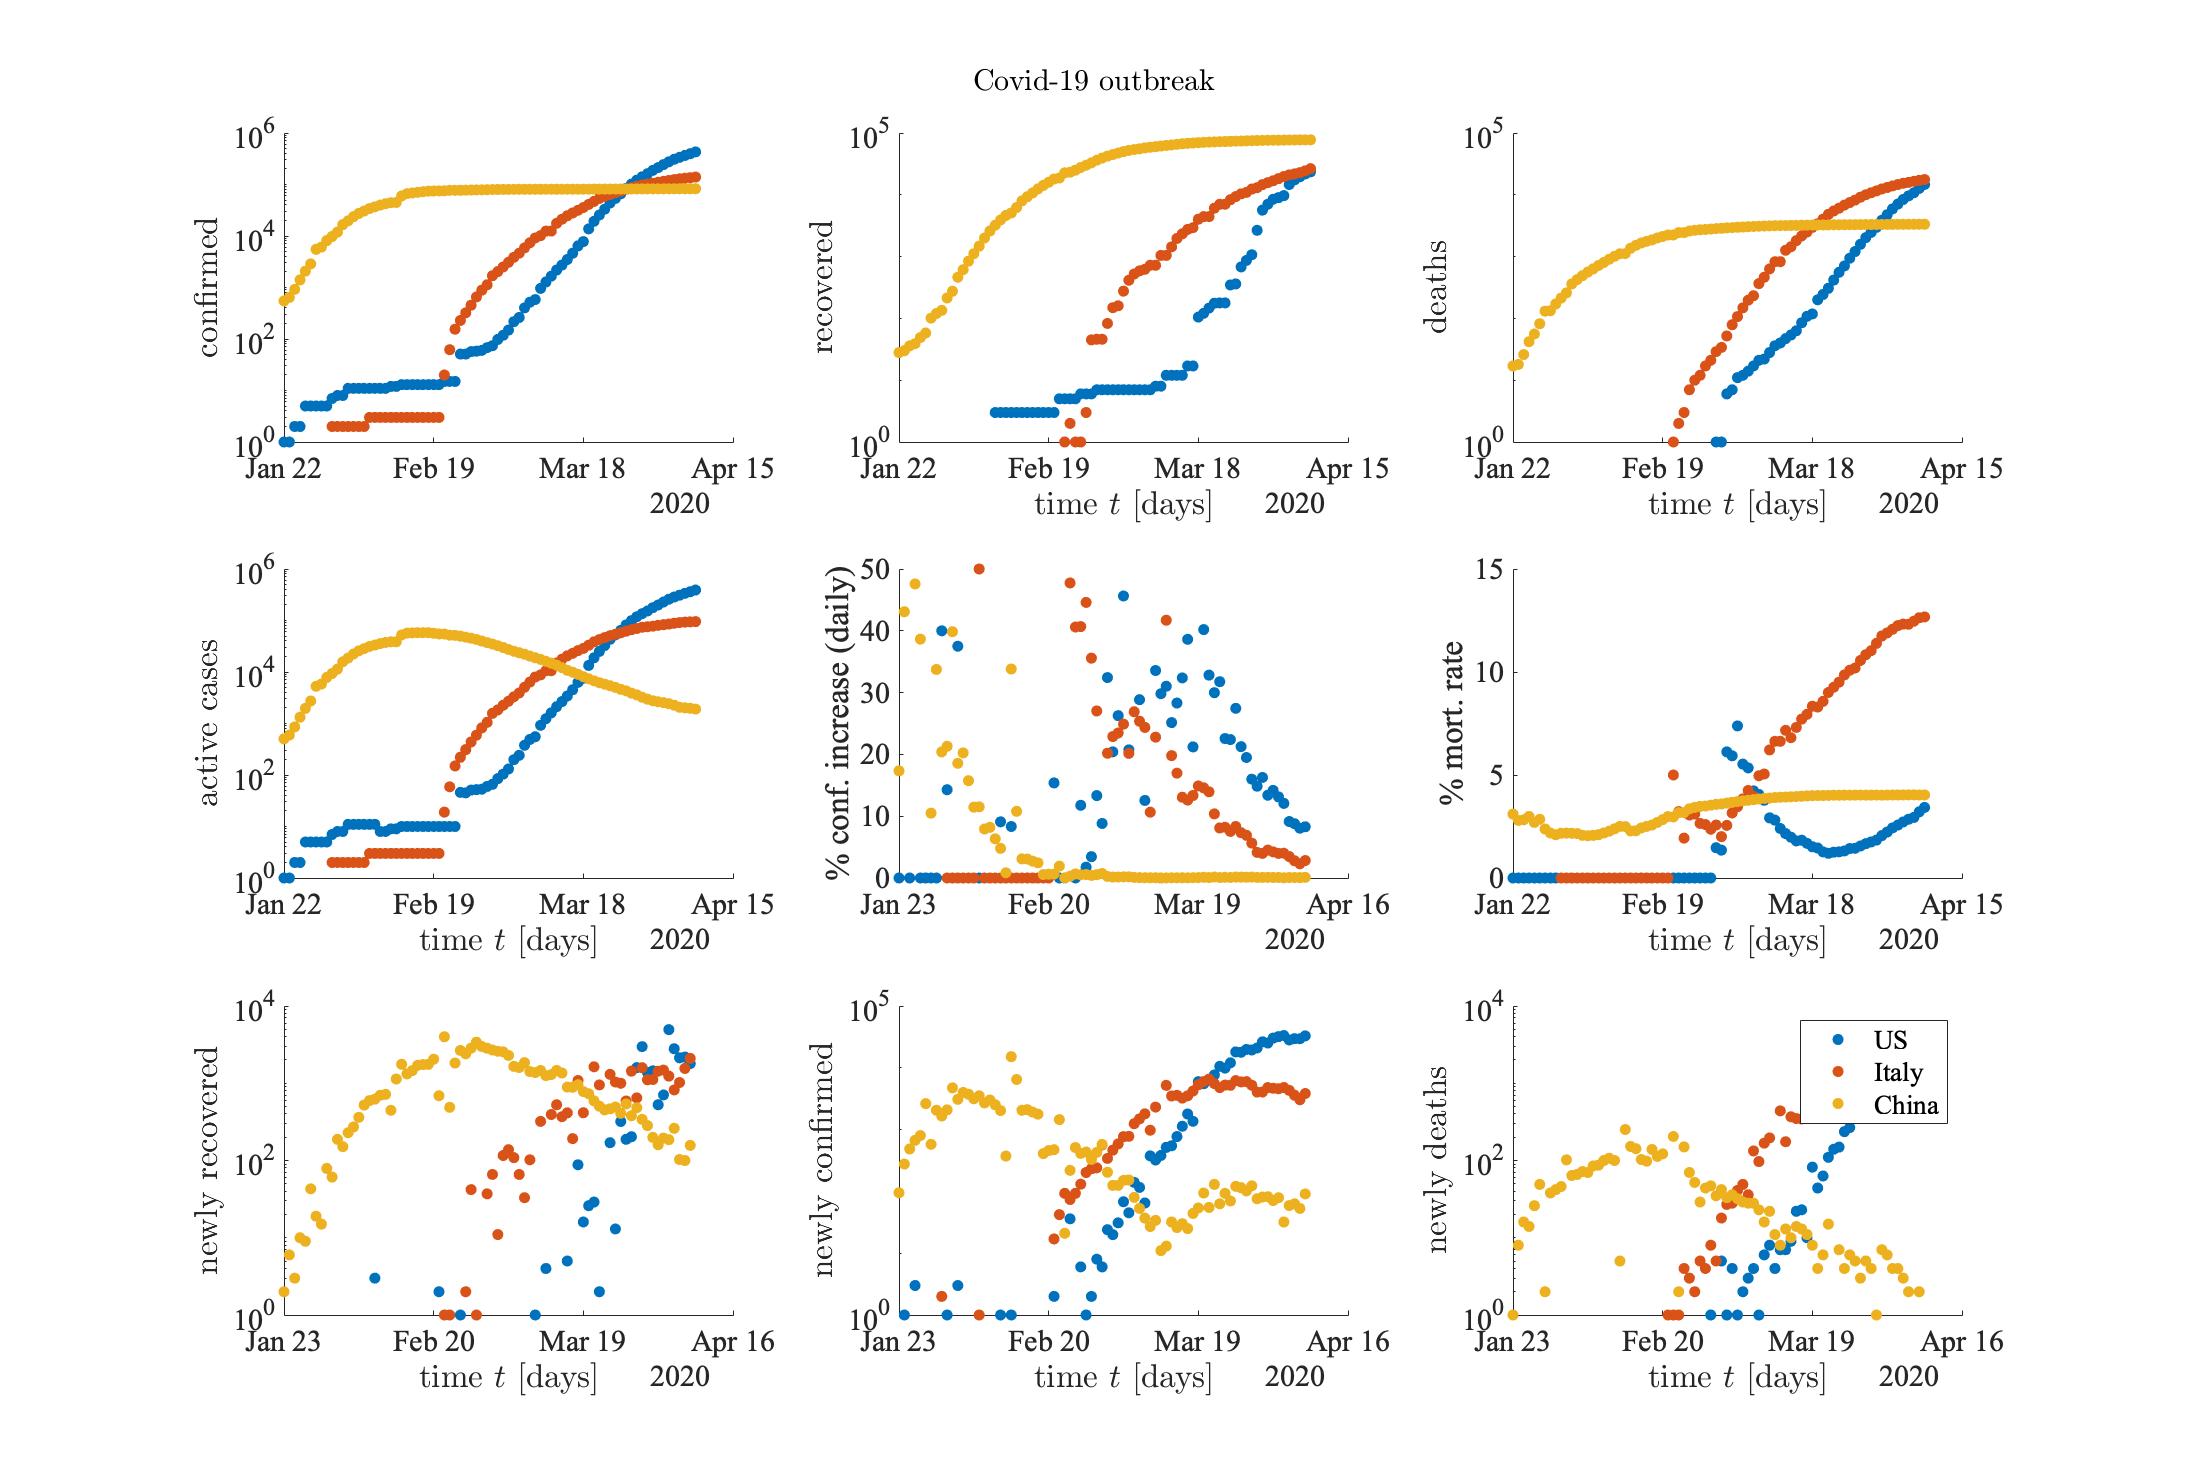 Covid-19 outbreak
confirmed
10^6
10^4
10^2
10^0
Jan 22 Feb 19 Mar 18 Apr 15
2020
recovered
10^5
10^0
Jan 22 Feb 19 Mar 18 Apr 15
time t [days] 2020
deaths
10^5
10^0
Jan 22 Feb 19 Mar 18 Apr 15
time t [days] 2020
active cases
10^6
10^4
10^2
10^0
Jan 22 Feb 19 Mar 18 Apr 15
time t [days] 2020
% conf. increase (daily)
50
40
30
20
10
0
Jan 23 Feb 20 Mar 19 Apr 16
2020
% mort. rate
15
10
5
0
Jan 22 Feb 19 Mar 18 Apr 15
time t [days] 2020
newly recovered
10^4
10^2
10^0
Jan 23 Feb 20 Mar 19 Apr 16
time t [days] 2020
newly confirmed
10^5
10^0
Jan 23 Feb 20 Mar 19 Apr 16
time t [days] 2020
newly deaths
10^4
10^2
10^0
US
Italy
China
Jan 23 Feb 20 Mar 19 Apr 16
time t [days] 2020